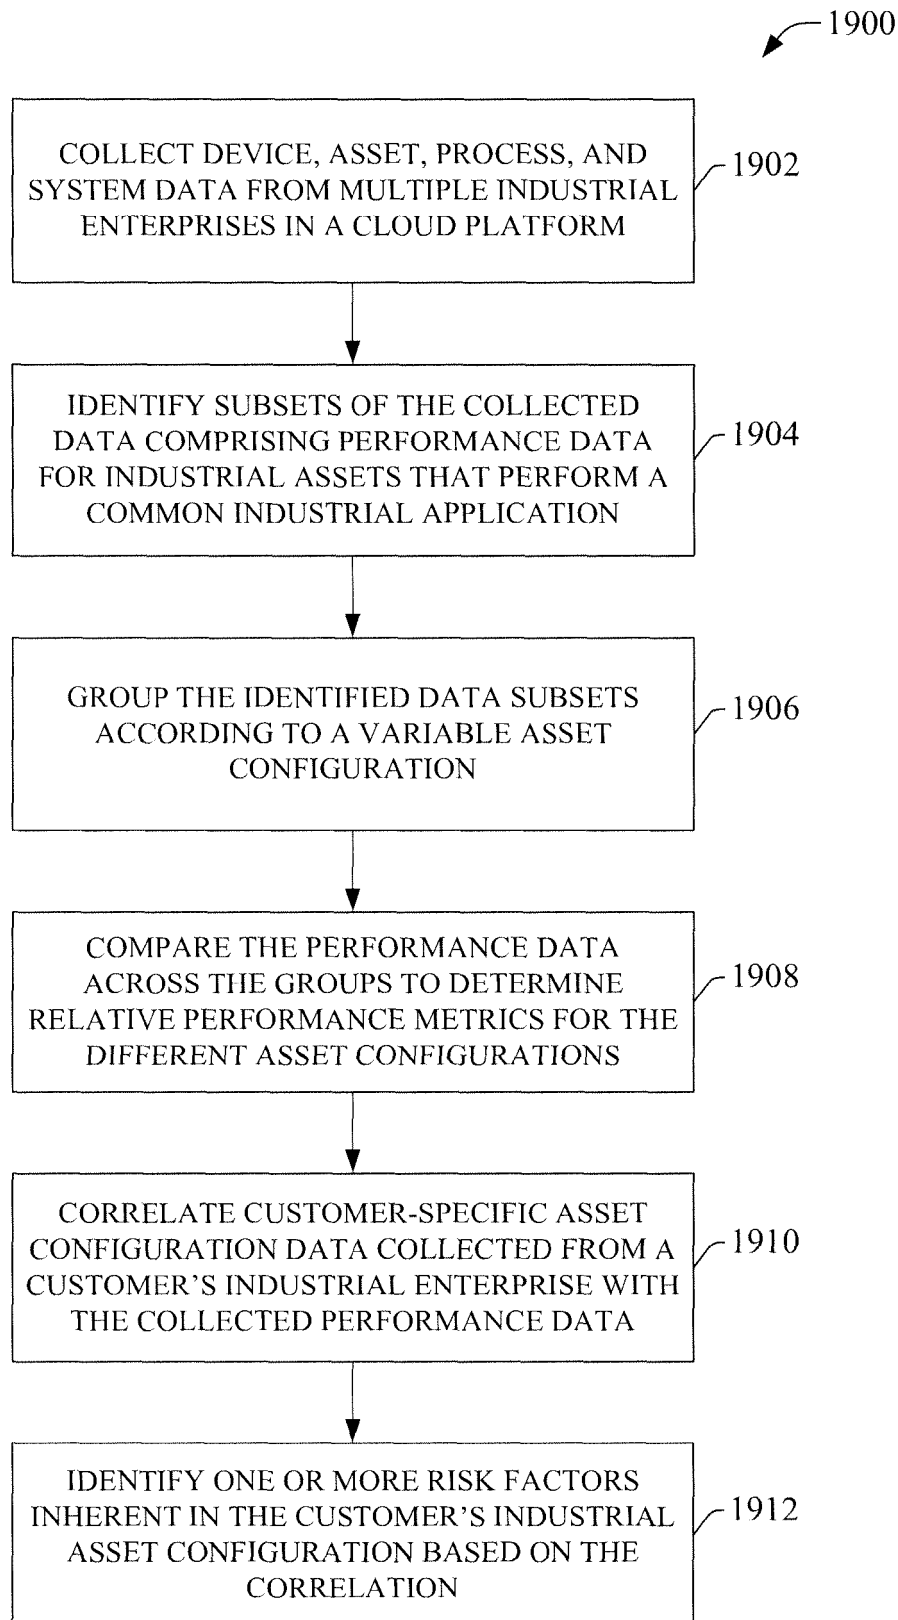 1900
COLLECT DEVICE, ASSET, PROCESS, AND
SYSTEM DATA FROM MULTIPLE INDUSTRIAL
ENTERPRISES IN A CLOUD PLATFORM
1902
IDENTIFY SUBSETS OF THE COLLECTED
DATA COMPRISING PERFORMANCE DATA
FOR INDUSTRIAL ASSETS THAT PERFORM A
COMMON INDUSTRIAL APPLICATION
1904
GROUP THE IDENTIFIED DATA SUBSETS
ACCORDING TO A VARIABLE ASSET
CONFIGURATION
1906
COMPARE THE PERFORMANCE DATA
ACROSS THE GROUPS TO DETERMINE
RELATIVE PERFORMANCE METRICS FOR THE
DIFFERENT ASSET CONFIGURATIONS
1908
CORRELATE CUSTOMER-SPECIFIC ASSET
CONFIGURATION DATA COLLECTED FROM A
CUSTOMER'S INDUSTRIAL ENTERPRISE WITH
THE COLLECTED PERFORMANCE DATA
1910
IDENTIFY ONE OR MORE RISK FACTORS
INHERENT IN THE CUSTOMER'S INDUSTRIAL
ASSET CONFIGURATION BASED ON THE
CORRELATION
1912